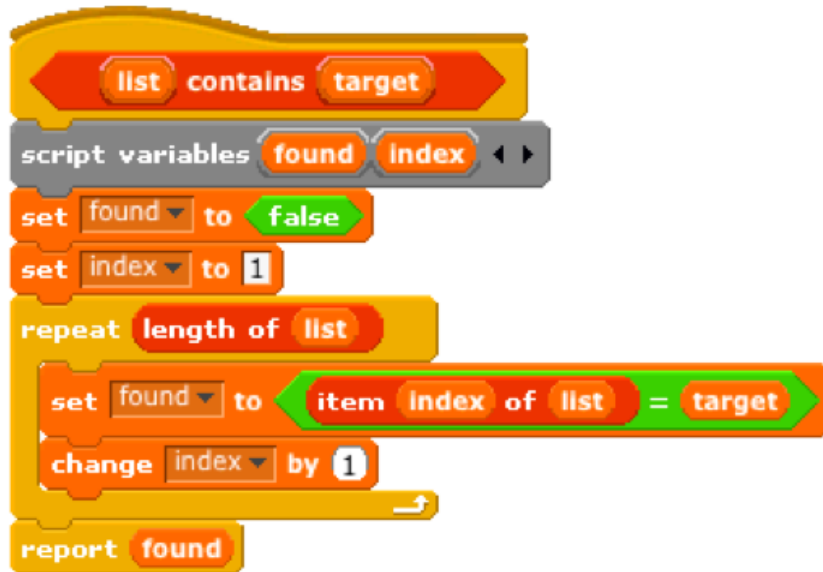 list contains target
script variables found index
set found to false
set index to 1
repeat length of list
set found to item index of list = target
change index by 1
report found